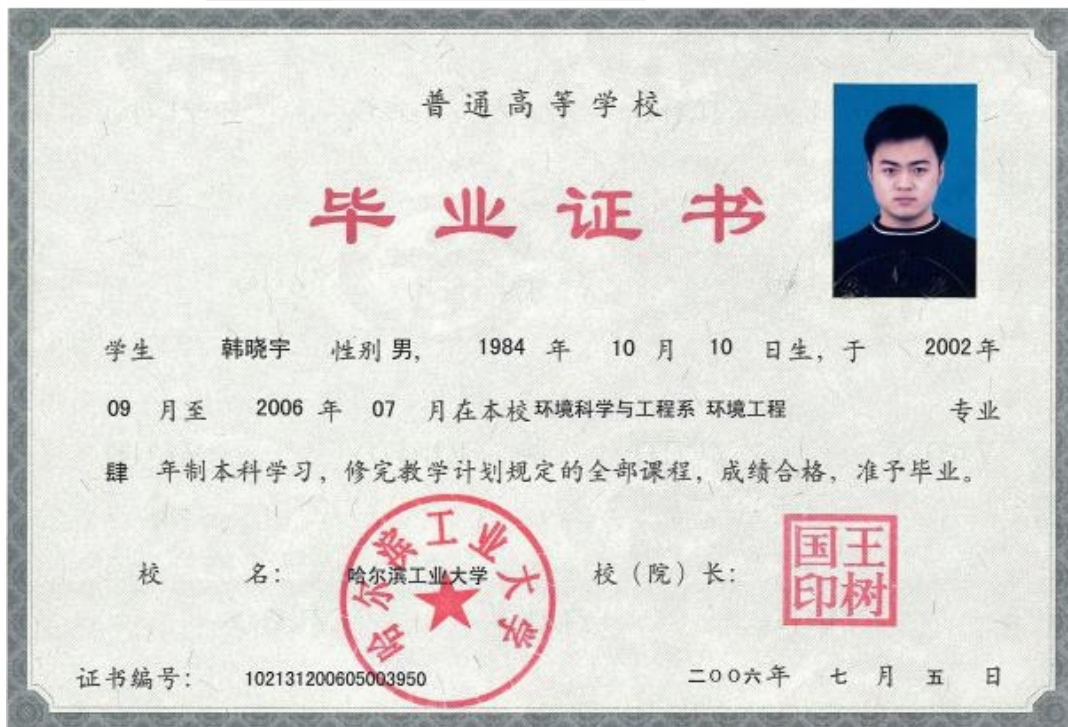 普通高等学校
毕业证书
学生 韩晓宇 性别 男, 1984 年 10 月 10 日生, 于 2002 年
09 月至 2006 年 07 月在本校 环境科学与工程系 环境工程 专业
肆 年制本科学习, 修完教学计划规定的全部课程, 成绩合格, 准予毕业。
校 名: 哈尔滨工业大学 校(院)长:
哈尔滨工业大学
王树国印
证书编号: 102131200605003950 二〇〇六年 七 月 五 日